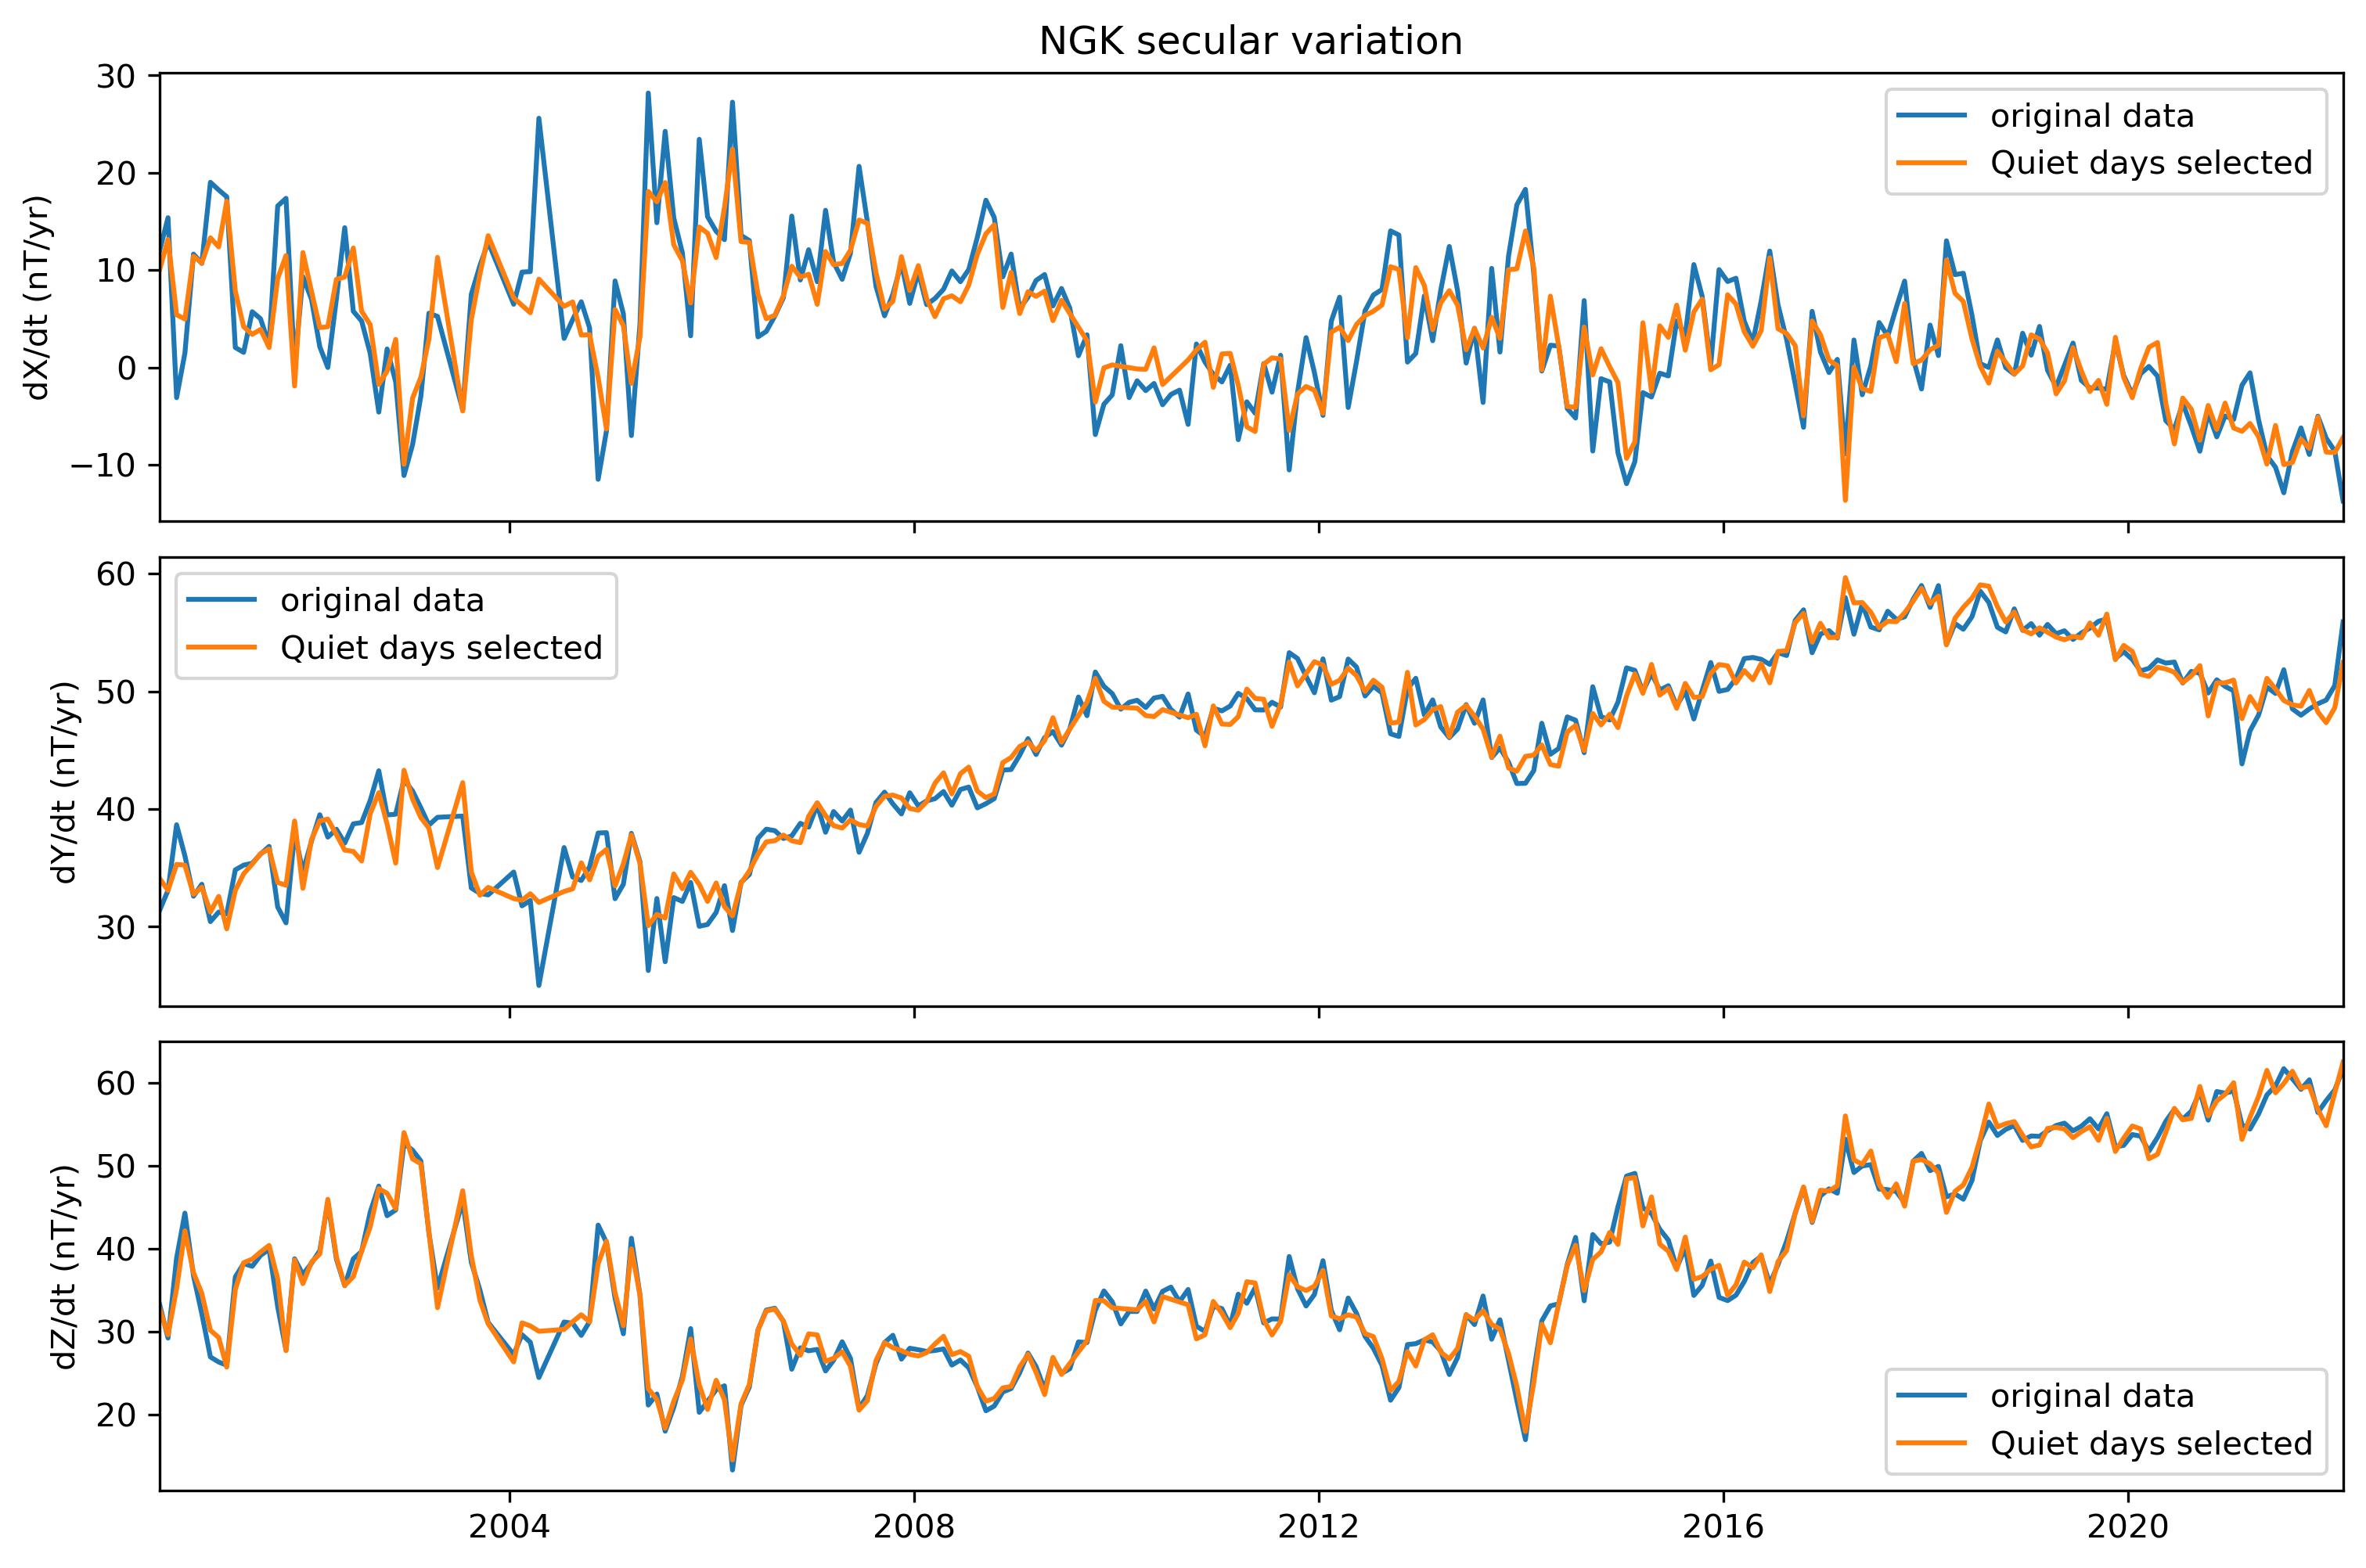 NGK secular variation
30
20
10
0
−10
dX/dt (nT/yr)
original data
Quiet days selected
60
50
40
30
dY/dt (nT/yr)
original data
Quiet days selected
60
50
40
30
20
dZ/dt (nT/yr)
original data
Quiet days selected
2004 2008 2012 2016 2020